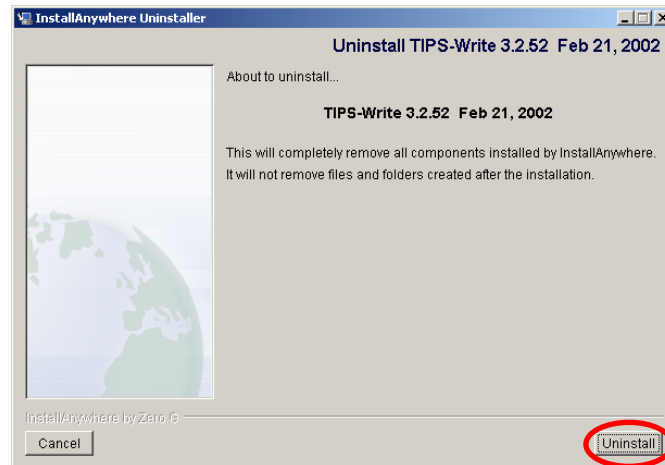 InstallAnywhere Uninstaller
Uninstall TIPS-Write 3.2.52 Feb 21, 2002
About to uninstall...
TIPS-Write 3.2.52 Feb 21, 2002
This will completely remove all components installed by InstallAnywhere.
It will not remove files and folders created after the installation.
InstallAnywhere by Zero G
Cancel
Uninstall